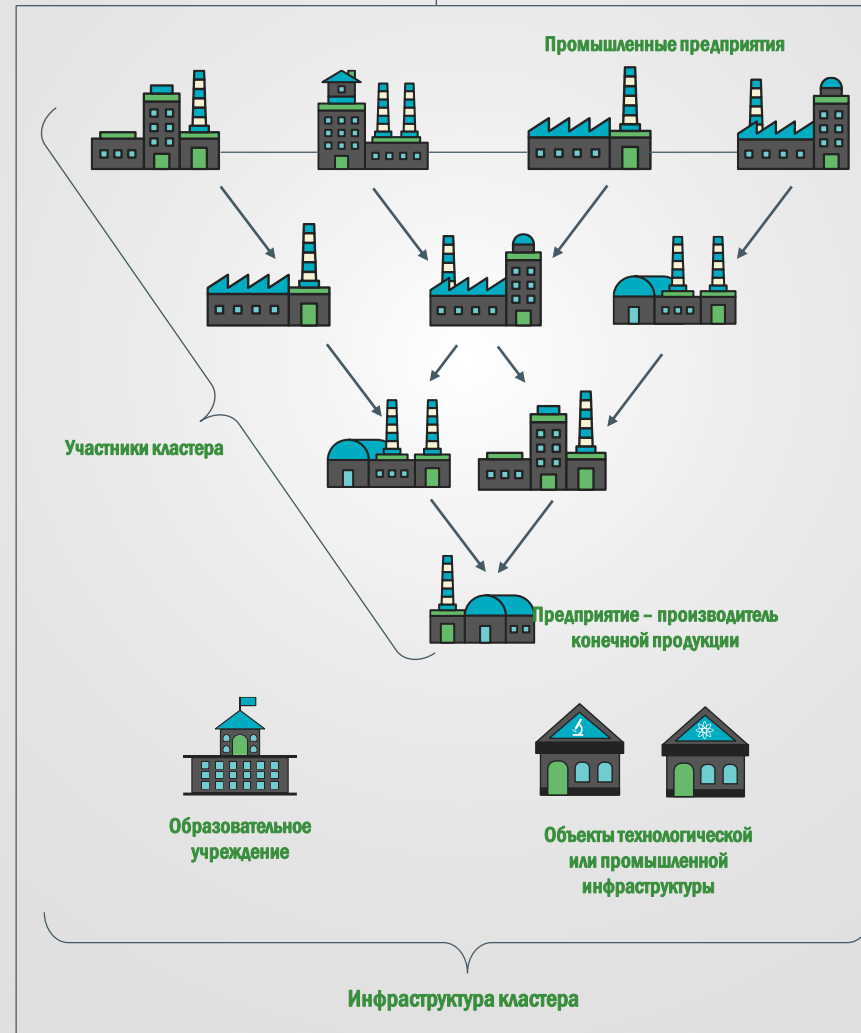 Промышленные предприятия
Участники кластера
Предприятие – производитель
конечной продукции
Образовательное
учреждение
Объекты технологической
или промышленной
инфраструктуры
Инфраструктура кластера